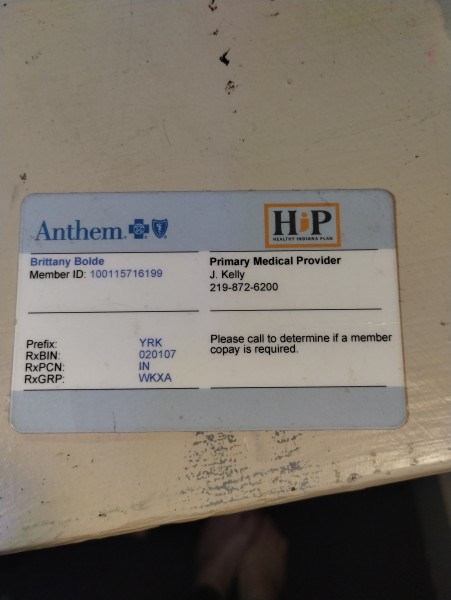 Anthem
HiP
HEALTHY INDIANA PLAN
Brittany Bolde
Member ID: 100115716199
Primary Medical Provider
J. Kelly
219-872-6200
Prefix: YRK
RxBIN: 020107
RxPCN: IN
RxGRP: WKXA
Please call to determine if a member
copay is required.